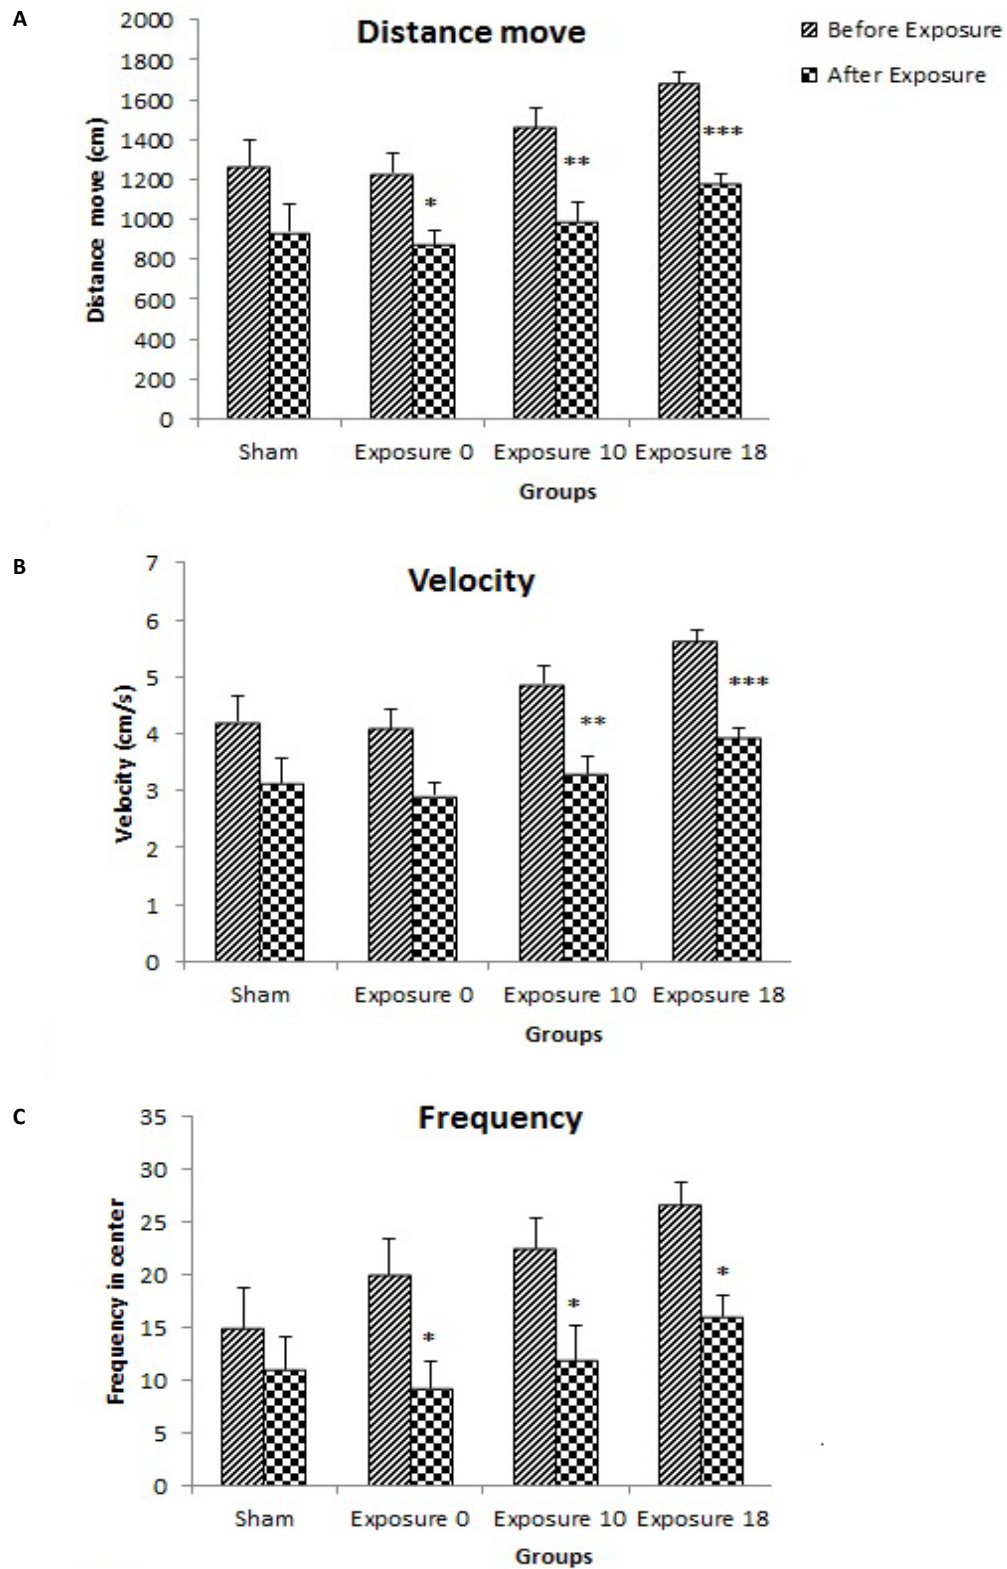 A
Distance move
Before Exposure
After Exposure
Distance move (cm)
2000
1800
1600
1400
1200
1000
800
600
400
200
0
***
**
*
Sham Exposure 0 Exposure 10 Exposure 18
Groups
B
Velocity
Velocity (cm/s)
7
6
5
4
3
2
1
0
***
**
Sham Exposure 0 Exposure 10 Exposure 18
Groups
C
Frequency
Frequency in center
35
30
25
20
15
10
5
0
* * *
Sham Exposure 0 Exposure 10 Exposure 18
Groups